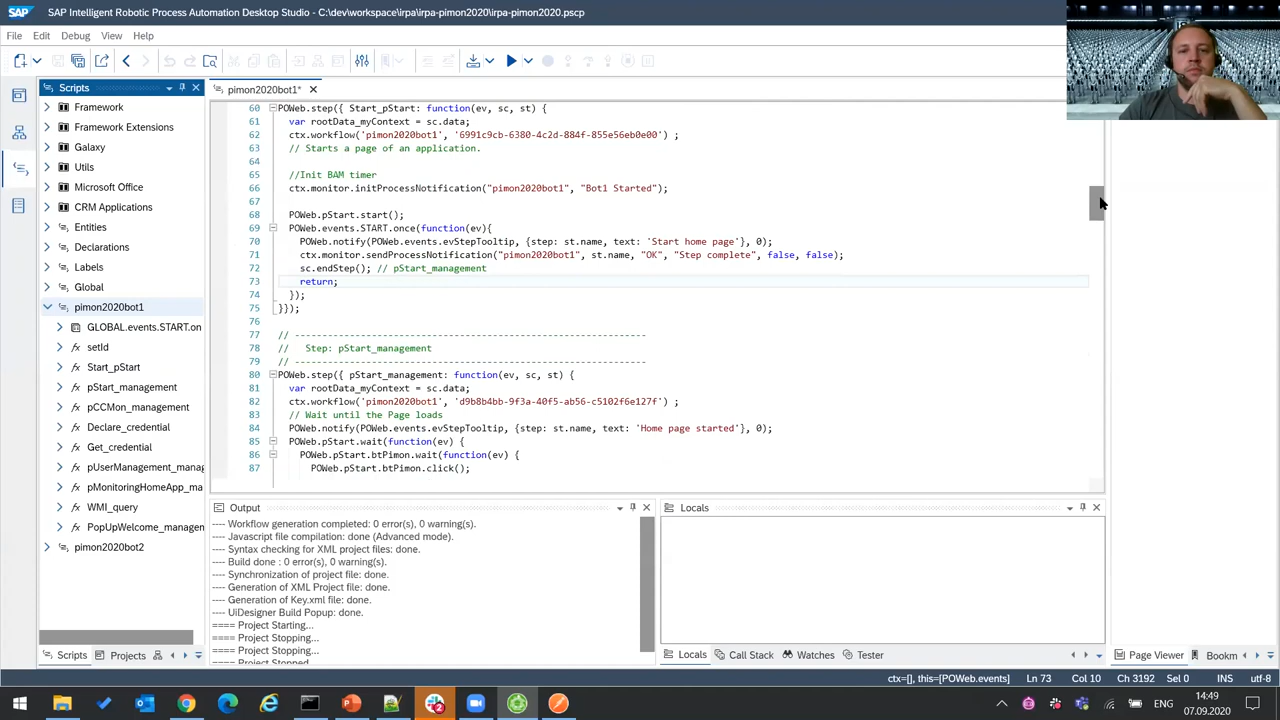 SAP SAP Intelligent Robotic Process Automation Desktop Studio - C:\dev\workspace\irpa\irpa-pimon2020\irpa-pimon2020.pscp
File Edit Debug View Help
Scripts
Framework
Framework Extensions
Galaxy
Utils
Microsoft Office
CRM Applications
Entities
Declarations
Labels
Global
pimon2020bot1
GLOBAL.events.START.on
fx setId
fx Start_pStart
fx pStart_management
fx pCCMon_management
fx Declare_credential
fx Get_credential
fx pUserManagement_manag
fx pMonitoringHomeApp_ma
fx WMI_query
fx PopUpWelcome_managen
pimon2020bot2
Scripts Projects
pimon2020bot1*
60 POWeb.step({ Start_pStart: function(ev, sc, st) {
61 var rootData_myContext = sc.data;
62 ctx.workflow('pimon2020bot1', '6991c9cb-6380-4c2d-884f-855e56eb0e00') ;
63 // Starts a page of an application.
64
65 //Init BAM timer
66 ctx.monitor.initProcessNotification("pimon2020bot1", "Bot1 Started");
67
68 POWeb.pStart.start();
69 POWeb.events.START.once(function(ev){
70 POWeb.notify(POWeb.events.evStepTooltip, {step: st.name, text: 'Start home page'}, 0);
71 ctx.monitor.sendProcessNotification("pimon2020bot1", st.name, "OK", "Step complete", false, false);
72 sc.endStep(); // pStart_management
73 return;
74 });
75 }});
76
77 // ----------------------------------------------------------------
78 // Step: pStart_management
79 // ----------------------------------------------------------------
80 POWeb.step({ pStart_management: function(ev, sc, st) {
81 var rootData_myContext = sc.data;
82 ctx.workflow('pimon2020bot1', 'd9b8b4bb-9f3a-40f5-ab56-c5102f6e127f') ;
83 // Wait until the Page loads
84 POWeb.notify(POWeb.events.evStepTooltip, {step: st.name, text: 'Home page started'}, 0);
85 POWeb.pStart.wait(function(ev) {
86 POWeb.pStart.btPimon.wait(function(ev) {
87 POWeb.pStart.btPimon.click();
Output
---- Workflow generation completed: 0 error(s), 0 warning(s).
---- Javascript file compilation: done (Advanced mode).
---- Syntax checking for XML project files: done.
---- Build done : 0 error(s), 0 warning(s).
---- Synchronization of project file: done.
---- Generation of XML Project file: done.
---- Generation of Key.xml file: done.
---- UiDesigner Build Popup: done.
==== Project Starting...
==== Project Stopping...
==== Project Stopping...
==== Project Stopped
Locals
Locals Call Stack Watches Tester
Page Viewer Bookm
ctx=[], this=[POWeb.events] Ln 73 Col 10 Ch 3192 Sel 0 INS utf-8
ENG
14:49
07.09.2020